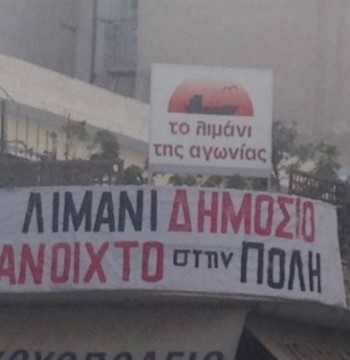 το λιμάνι
της αγωνίας
ΛΙΜΑΝΙ ΔΗΜΟΣΙΟ
ΑΝΟΙΧΤΟ στην ΠΟΛΗ